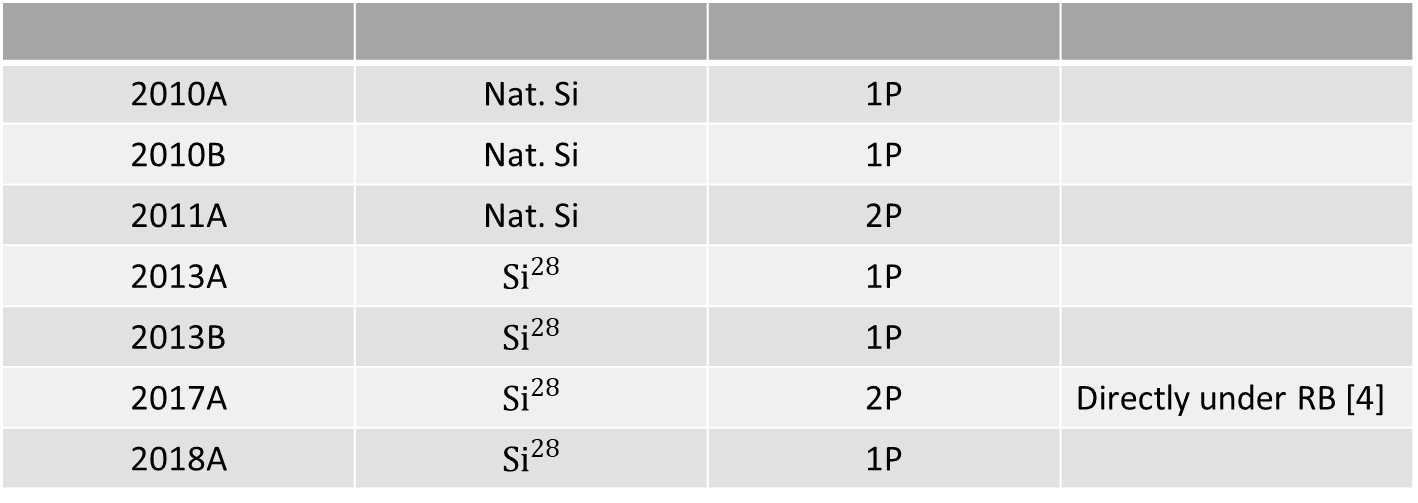 2010A Nat. Si 1P
2010B Nat. Si 1P
2011A Nat. Si 2P
2013A Si²⁸ 1P
2013B Si²⁸ 1P
2017A Si²⁸ 2P Directly under RB [4]
2018A Si²⁸ 1P